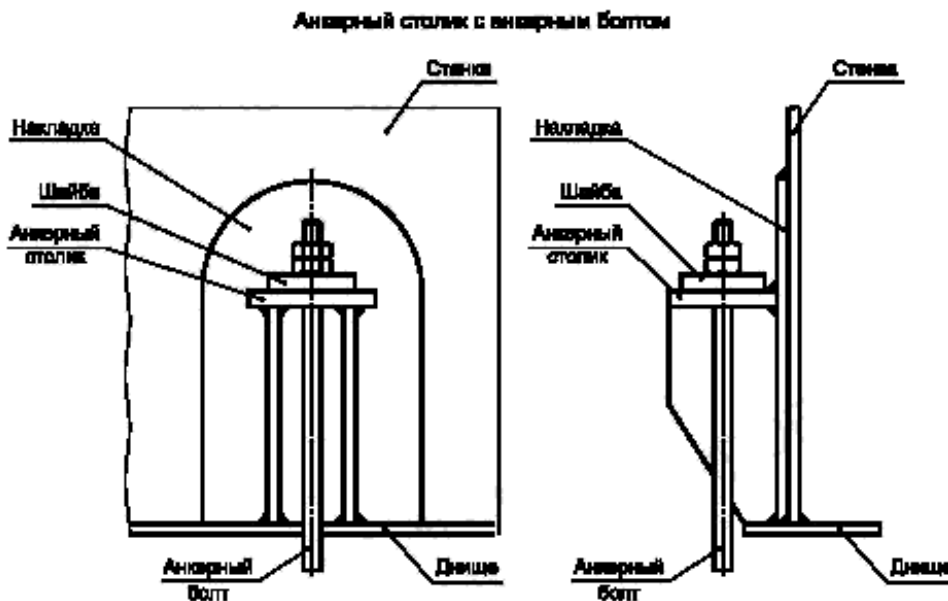 Анкерный столик с анкерным болтом
Стенка
Накладка
Шайба
Анкерный
столик
Анкерный
болт
Днище
Стенка
Накладка
Шайба
Анкерный
столик
Анкерный
болт
Днище